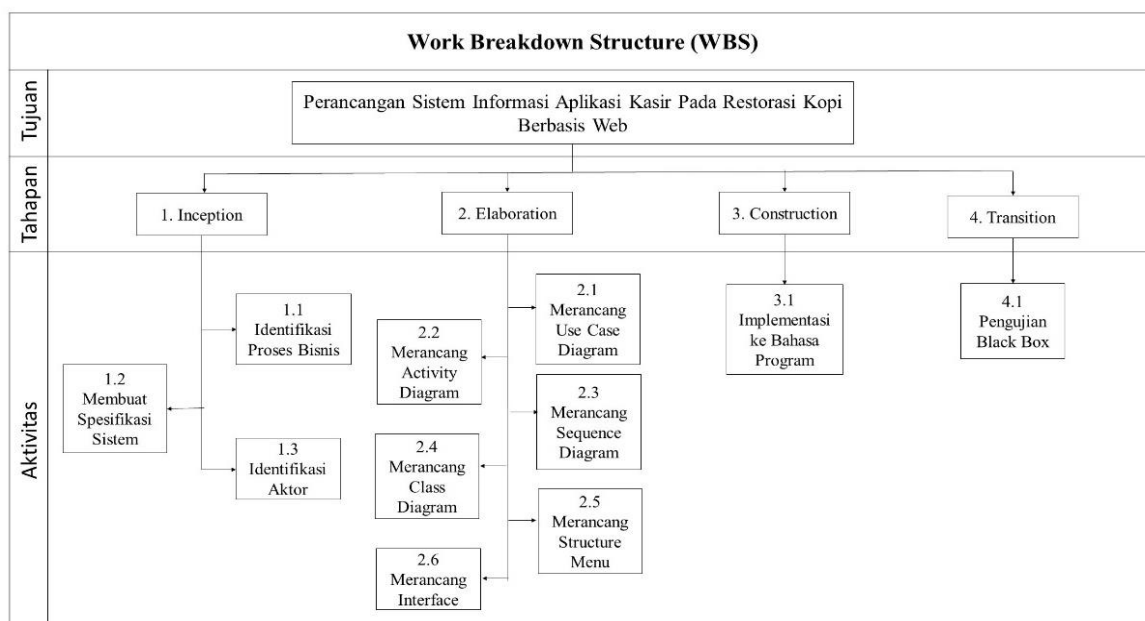 Work Breakdown Structure (WBS)
Tujuan
Perancangan Sistem Informasi Aplikasi Kasir Pada Restorasi Kopi
Berbasis Web
Tahapan
1. Inception
2. Elaboration
3. Construction
4. Transition
Aktivitas
1.1
Identifikasi
Proses Bisnis
1.2
Membuat
Spesifikasi
Sistem
1.3
Identifikasi
Aktor
2.1
Merancang
Use Case
Diagram
2.2
Merancang
Activity
Diagram
2.3
Merancang
Sequence
Diagram
2.4
Merancang
Class
Diagram
2.5
Merancang
Structure
Menu
2.6
Merancang
Interface
3.1
Implementasi
ke Bahasa
Program
4.1
Pengujian
Black Box